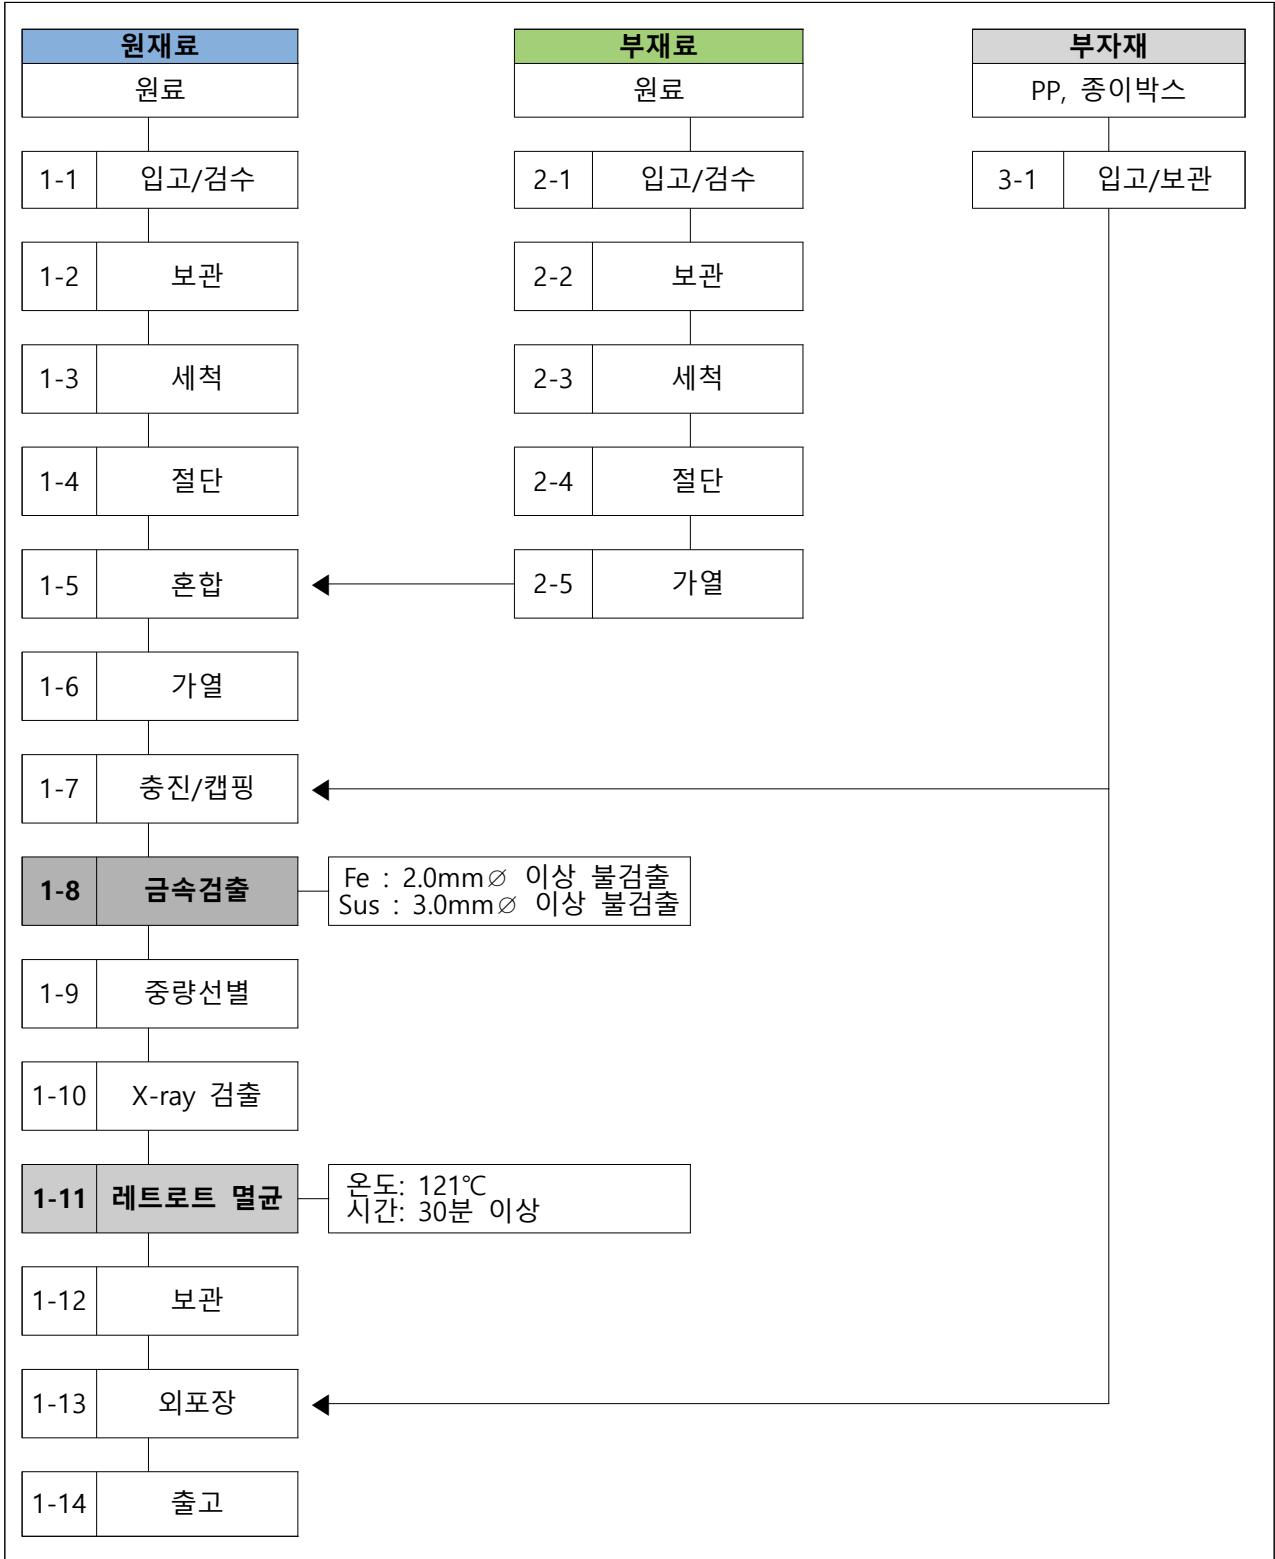 원재료
원료
1-1 입고/검수
1-2 보관
1-3 세척
1-4 절단
1-5 혼합
1-6 가열
1-7 충진/캡핑
1-8 금속검출
Fe : 2.0mm∅ 이상 불검출
Sus : 3.0mm∅ 이상 불검출
1-9 중량선별
1-10 X-ray 검출
1-11 레트로트 멸균
온도: 121℃
시간: 30분 이상
1-12 보관
1-13 외포장
1-14 출고
부재료
원료
2-1 입고/검수
2-2 보관
2-3 세척
2-4 절단
2-5 가열
부자재
PP, 종이박스
3-1 입고/보관